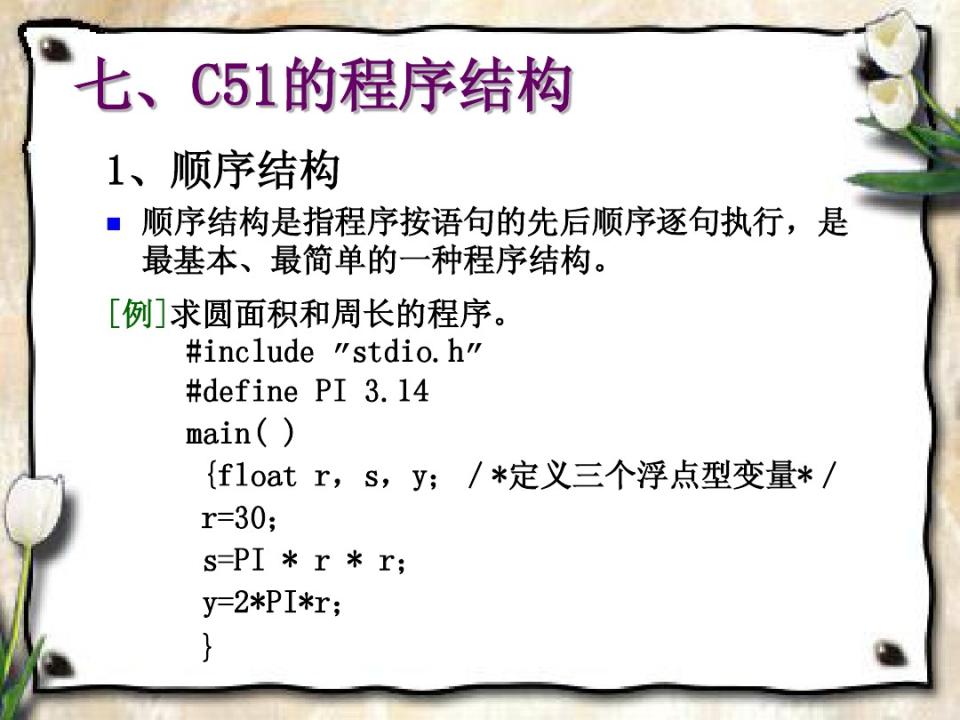 七、C51的程序结构
1、顺序结构
顺序结构是指程序按语句的先后顺序逐句执行，是
最基本、最简单的一种程序结构。
[例]求圆面积和周长的程序。
#include "stdio.h"
#define PI 3.14
main( )
{float r，s，y；/*定义三个浮点型变量*/
r=30；
s=PI * r * r；
y=2*PI*r；
}